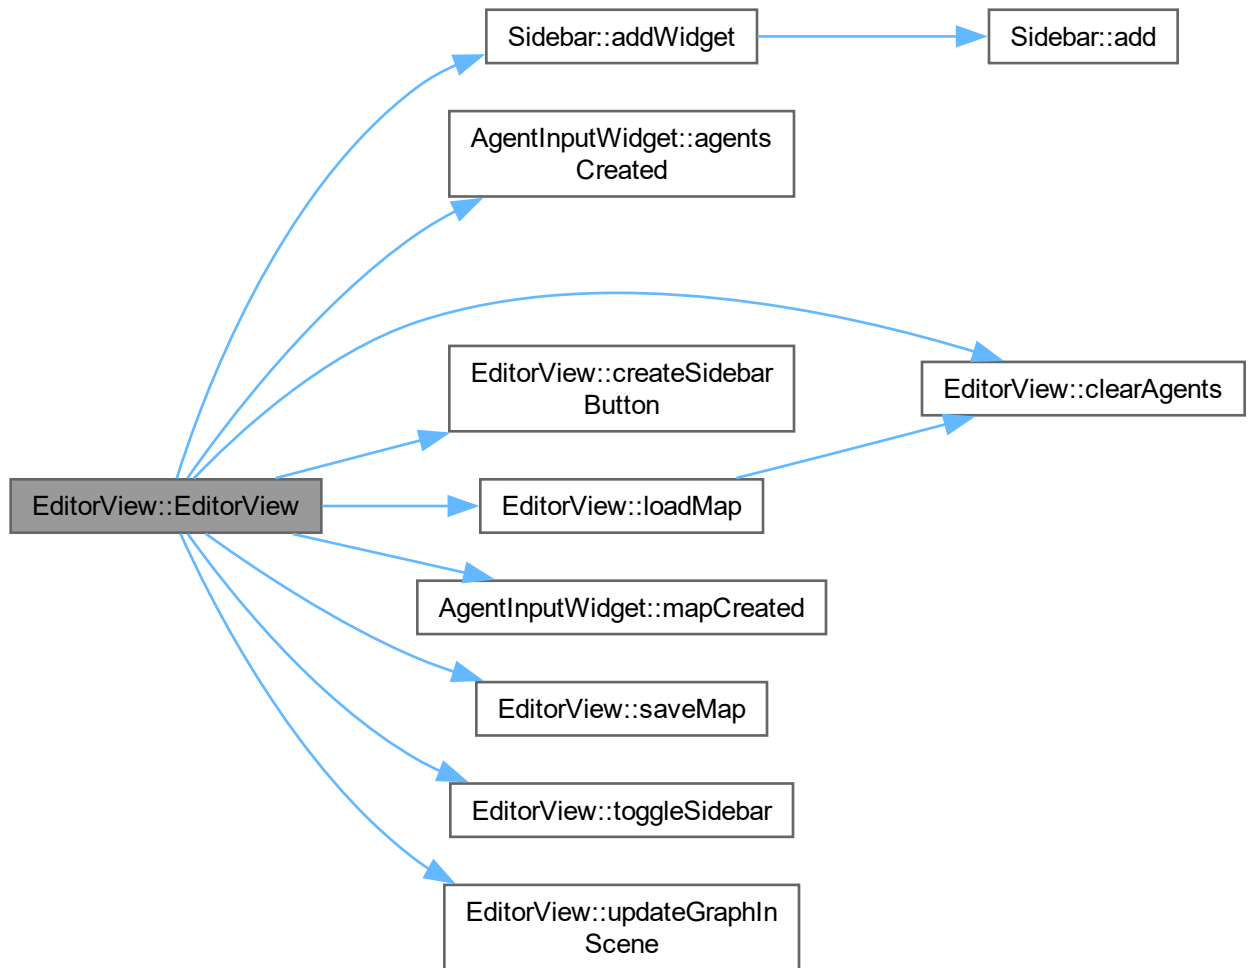 Sidebar::addWidget
Sidebar::add
AgentInputWidget::agents
Created
EditorView::createSidebar
Button
EditorView::clearAgents
EditorView::EditorView
EditorView::loadMap
AgentInputWidget::mapCreated
EditorView::saveMap
EditorView::toggleSidebar
EditorView::updateGraphIn
Scene